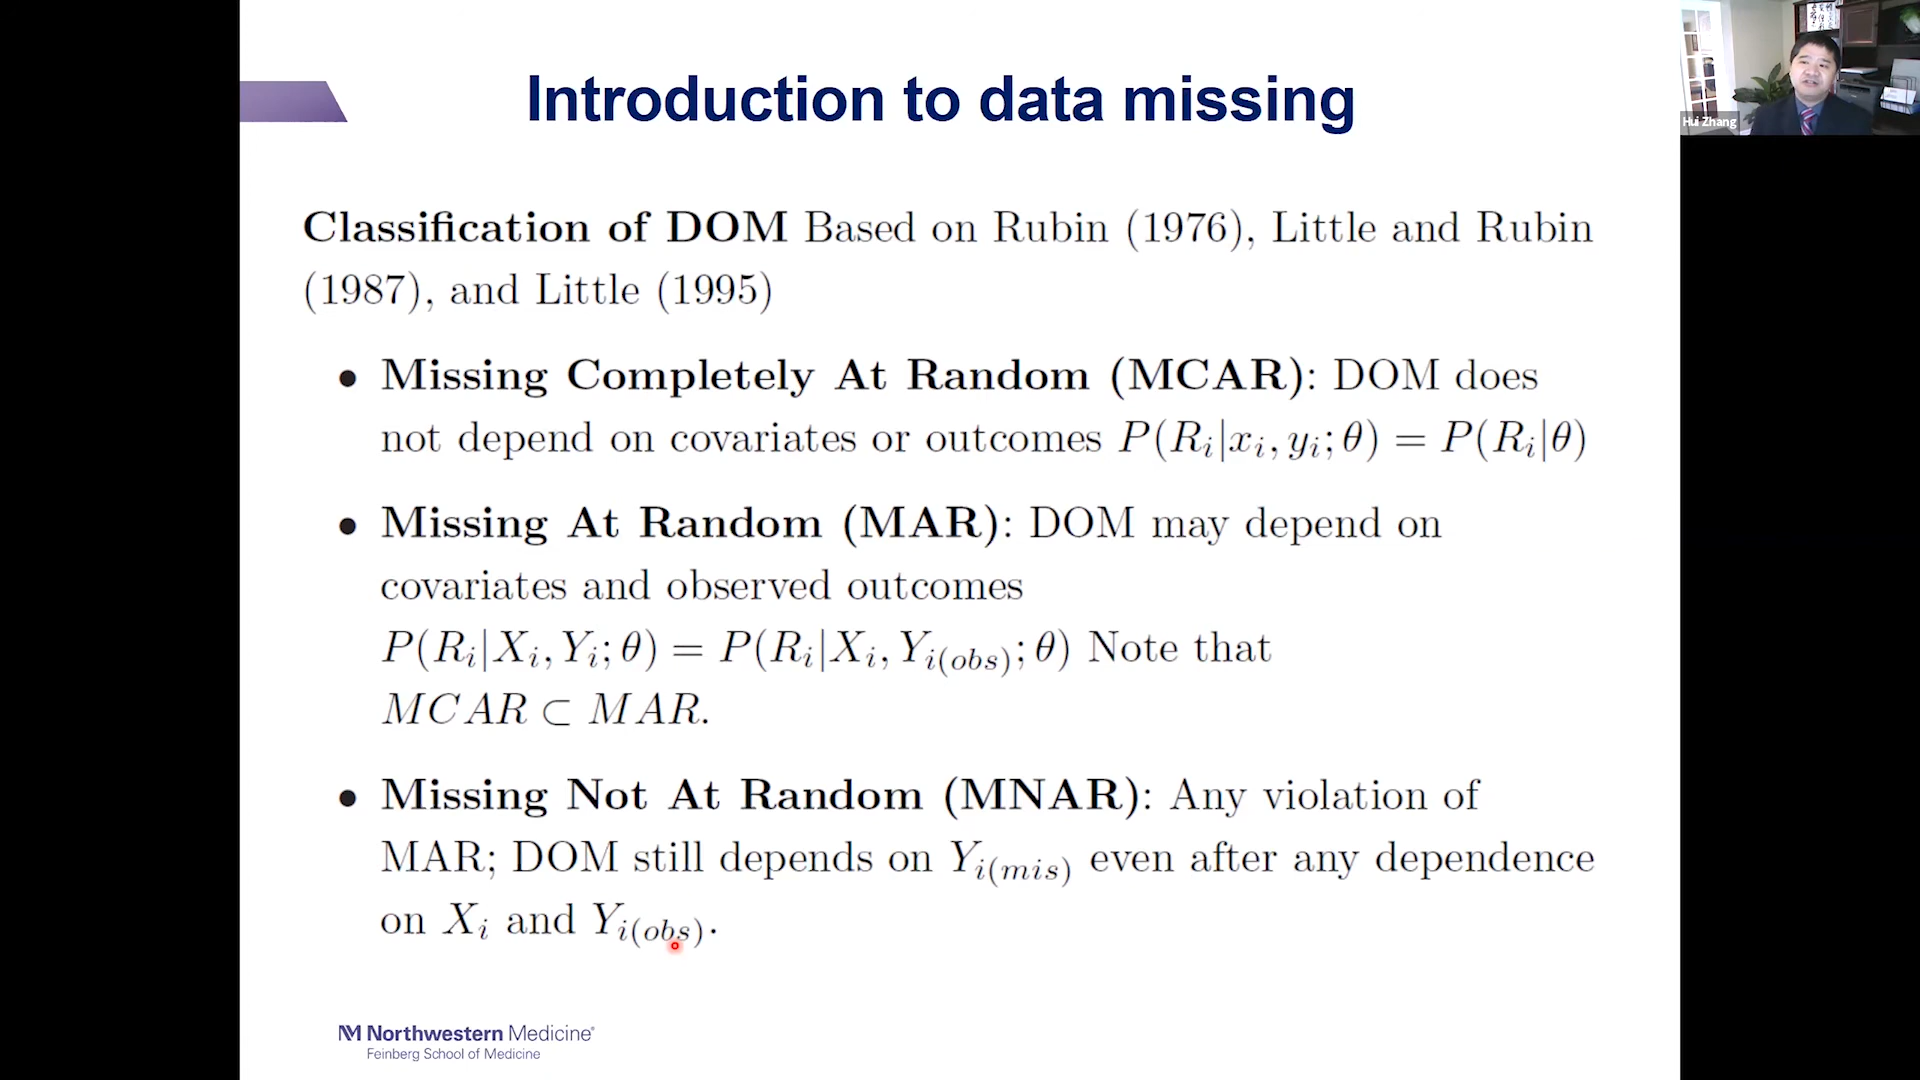 Introduction to data missing
Hui Zhang
Classification of DOM Based on Rubin (1976), Little and Rubin
(1987), and Little (1995)
• Missing Completely At Random (MCAR): DOM does
not depend on covariates or outcomes P(R_i|x_i, y_i; θ) = P(R_i|θ)
• Missing At Random (MAR): DOM may depend on
covariates and observed outcomes
P(R_i|X_i, Y_i; θ) = P(R_i|X_i, Y_{i(obs)}; θ) Note that
MCAR ⊂ MAR.
• Missing Not At Random (MNAR): Any violation of
MAR; DOM still depends on Y_{i(mis)} even after any dependence
on X_i and Y_{i(obs)}.
NM Northwestern Medicine®
Feinberg School of Medicine